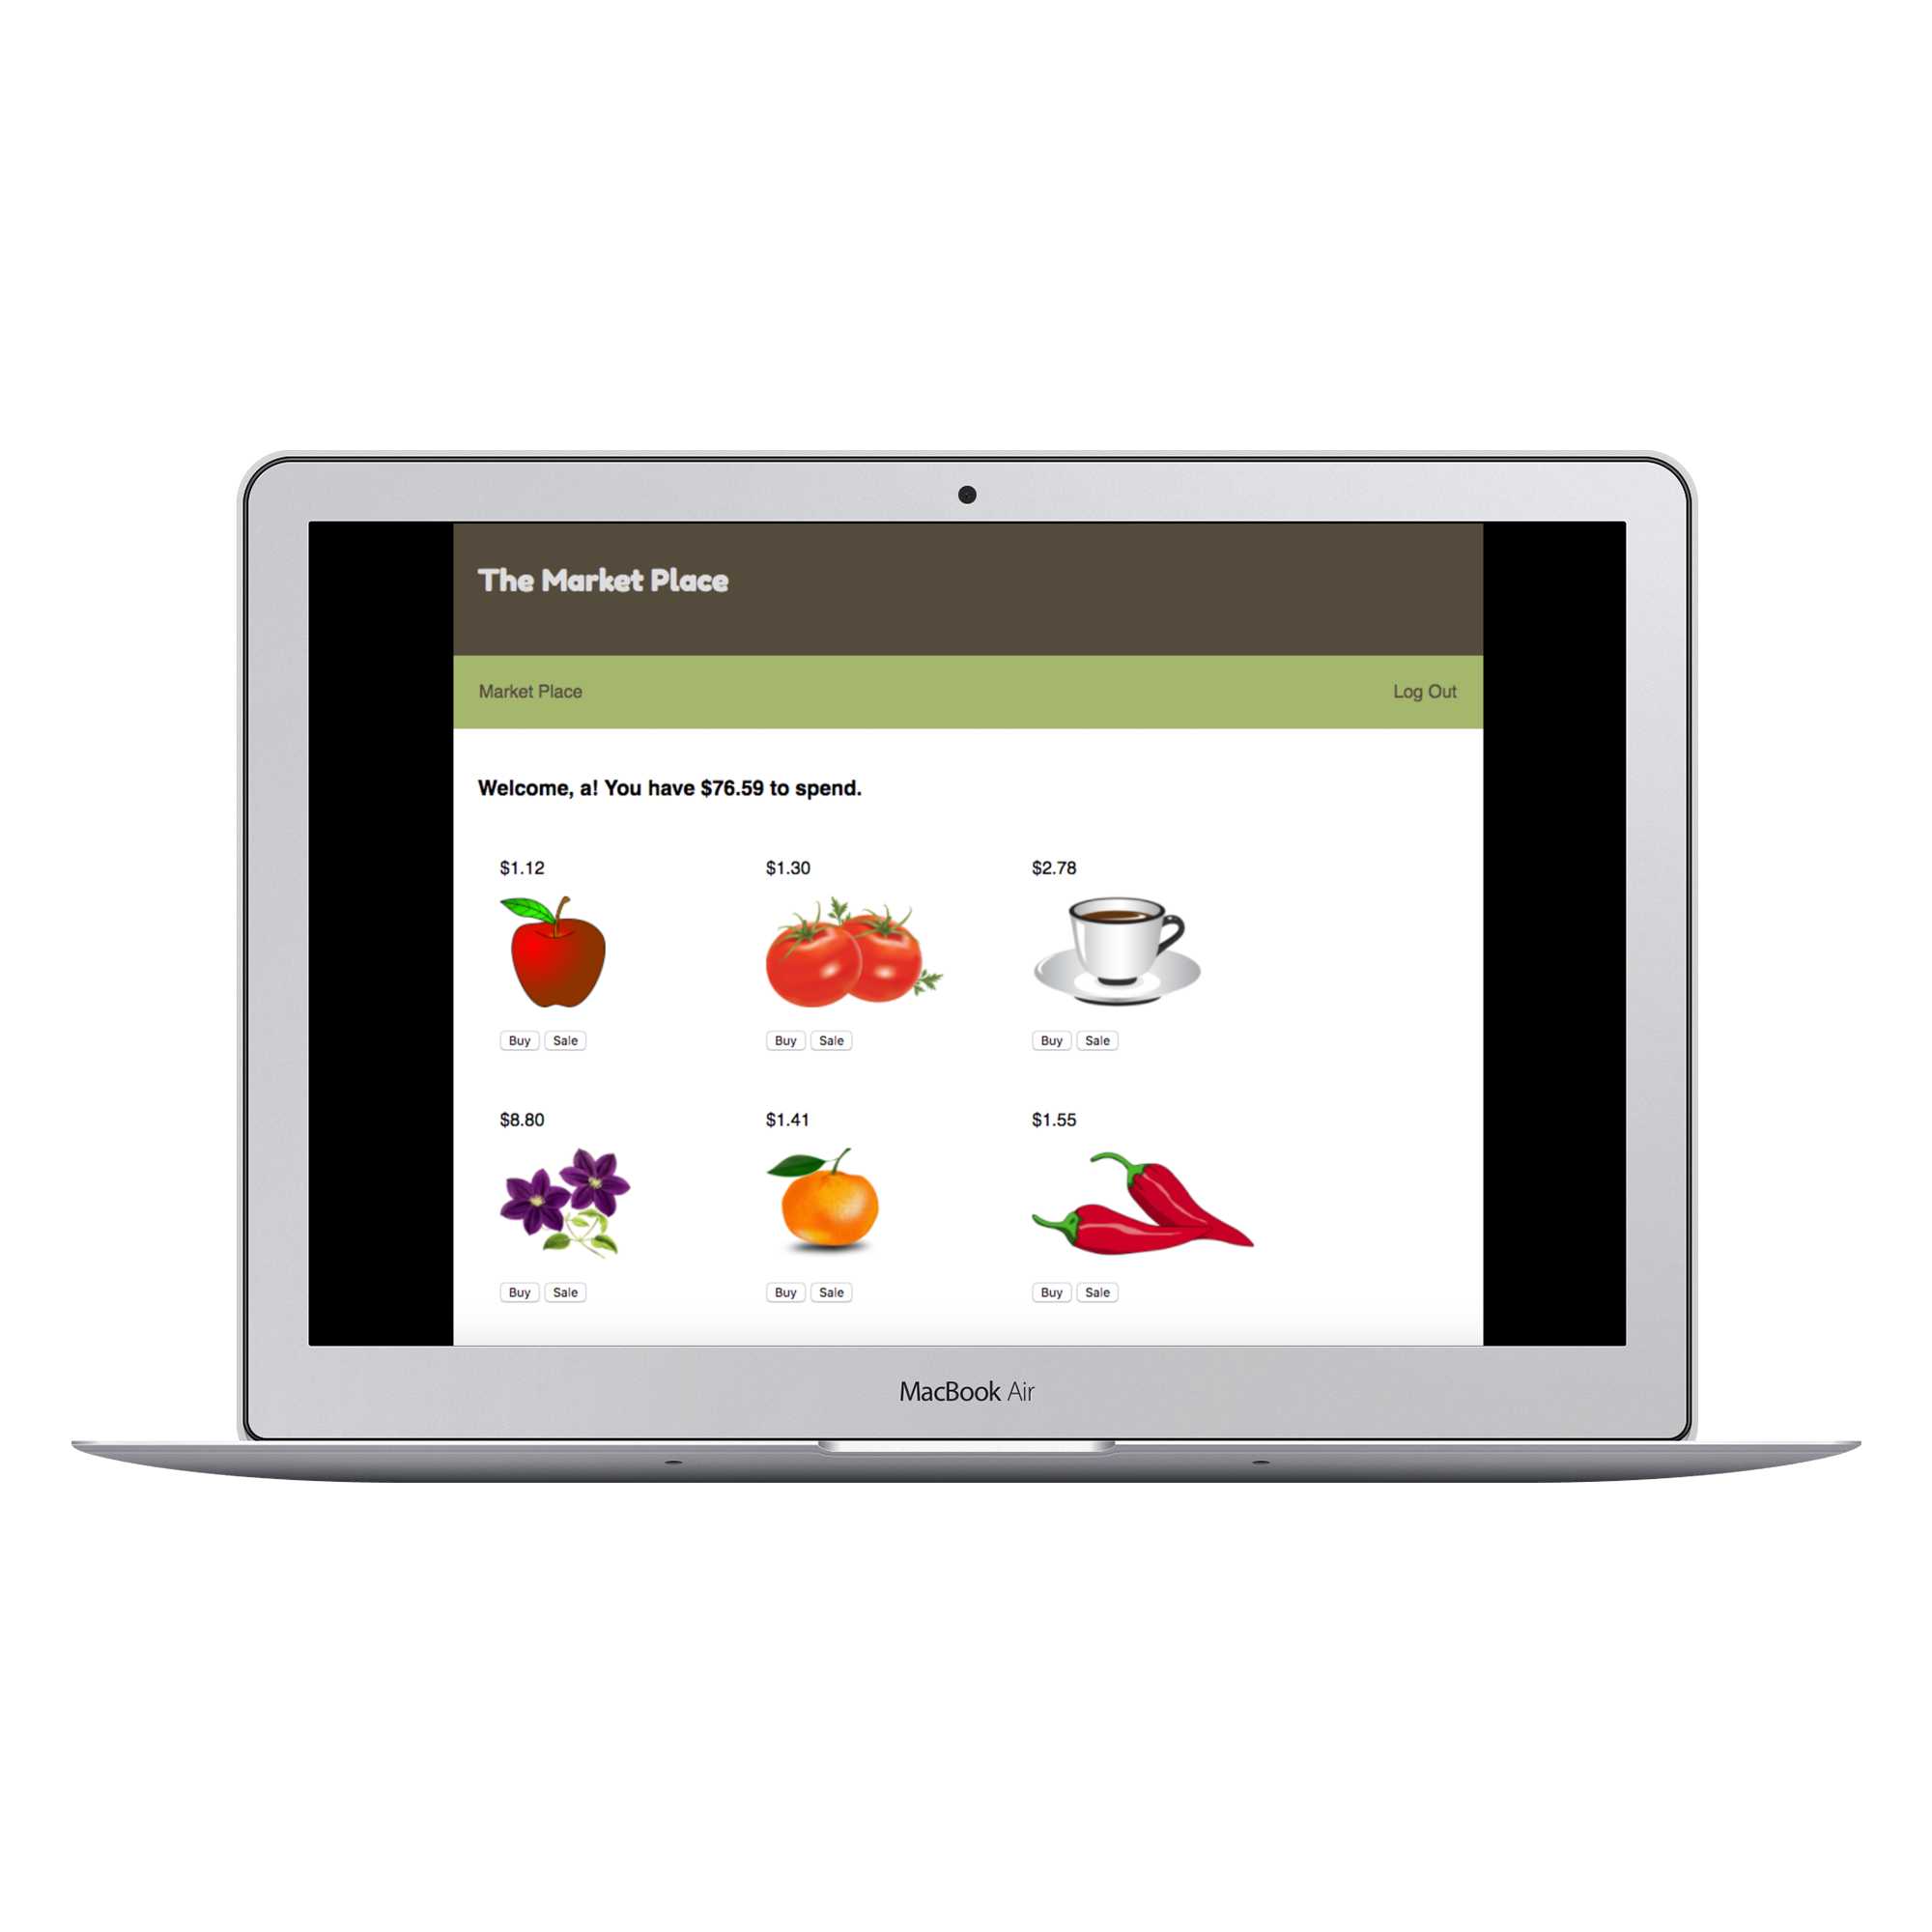 The Market Place
Market Place Log Out
Welcome, a! You have $76.59 to spend.
$1.12 $1.30 $2.78
Buy Sale Buy Sale Buy Sale
$8.80 $1.41 $1.55
Buy Sale Buy Sale Buy Sale
MacBook Air